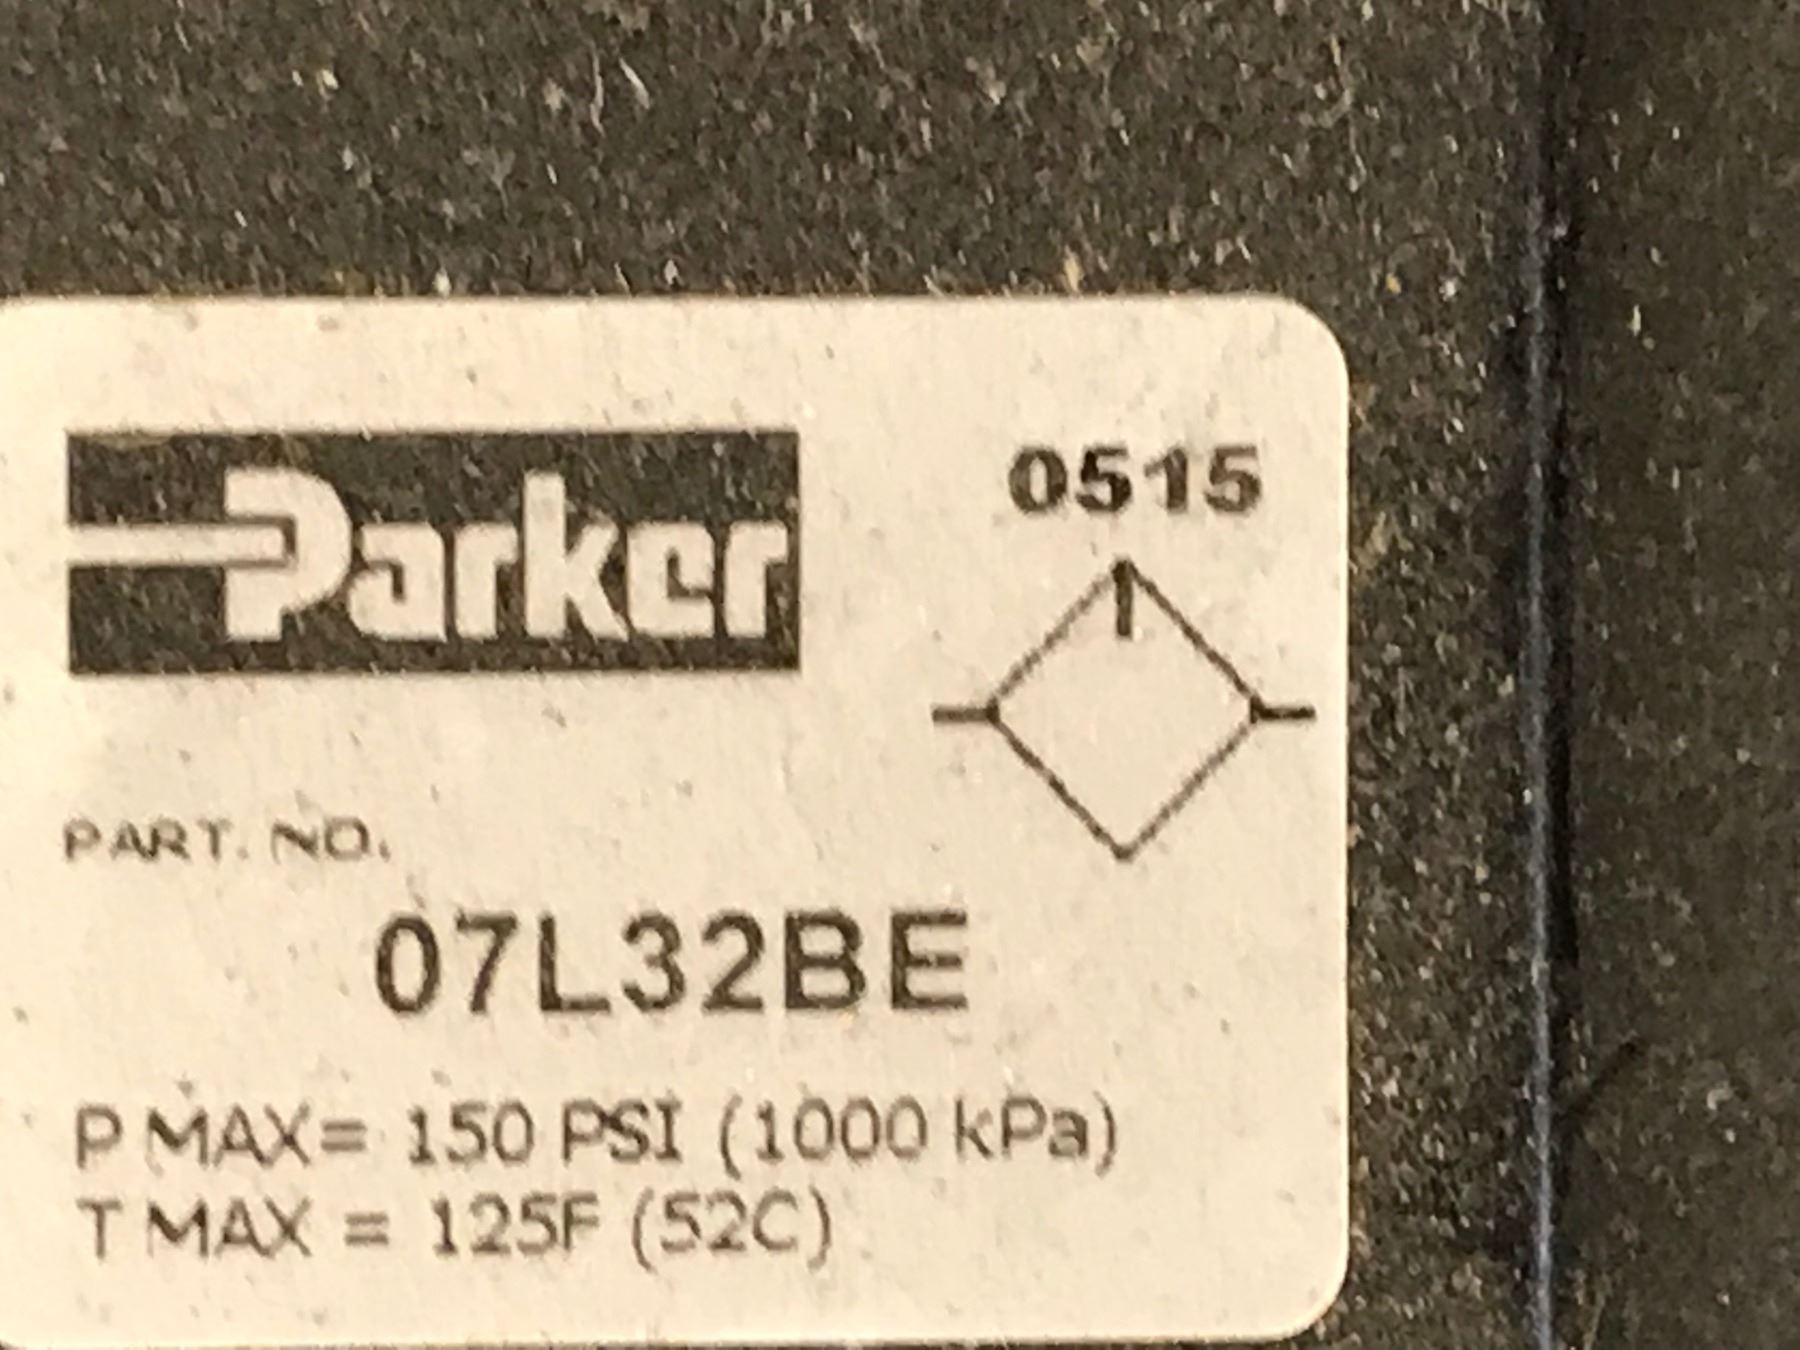 Parker
0515
PART. NO.
07L32BE
P MAX= 150 PSI (1000 kPa)
T MAX = 125F (52C)